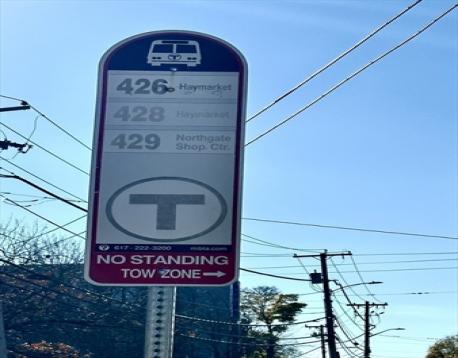 426 Haymarket
428 Haymarket
429 Northgate
Shop. Ctr.
T
617-222-3200 mbta.com
NO STANDING
TOW ZONE →